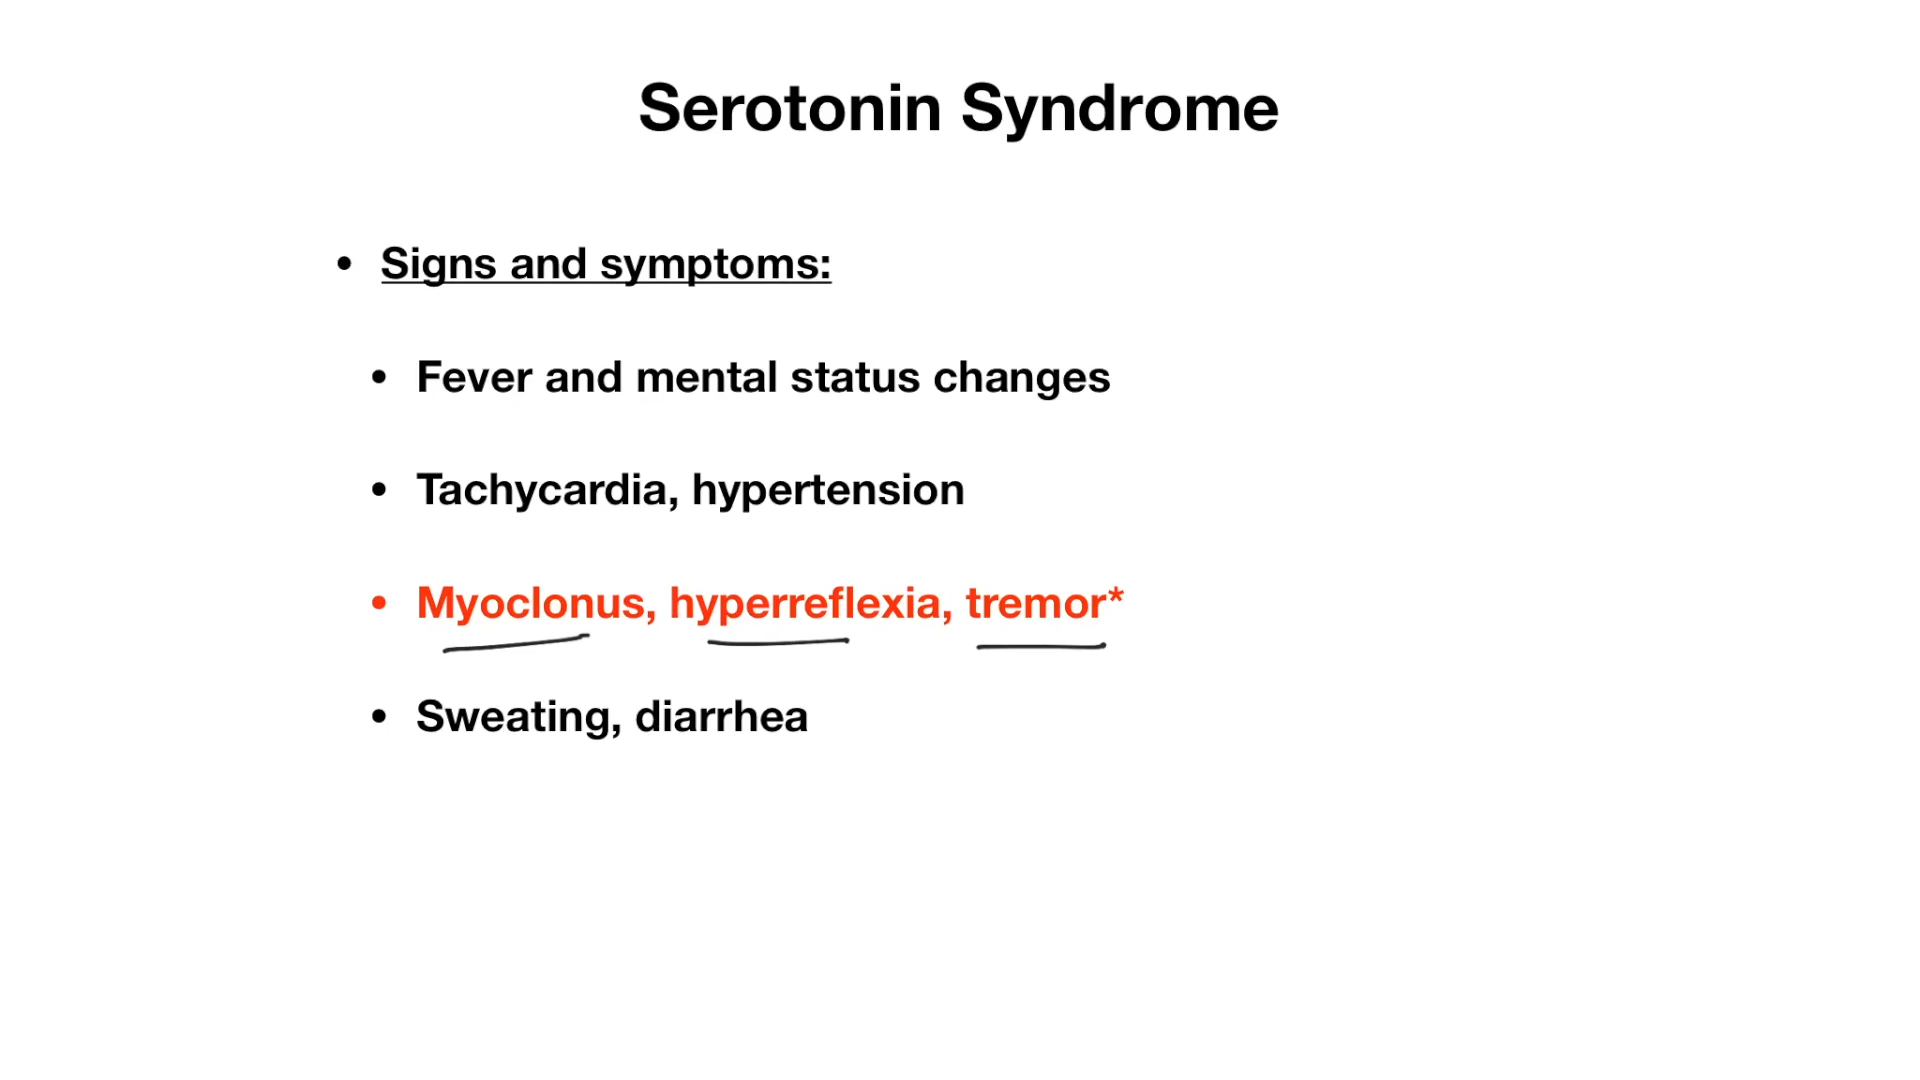 Serotonin Syndrome
• Signs and symptoms:
• Fever and mental status changes
• Tachycardia, hypertension
• Myoclonus, hyperreflexia, tremor*
• Sweating, diarrhea